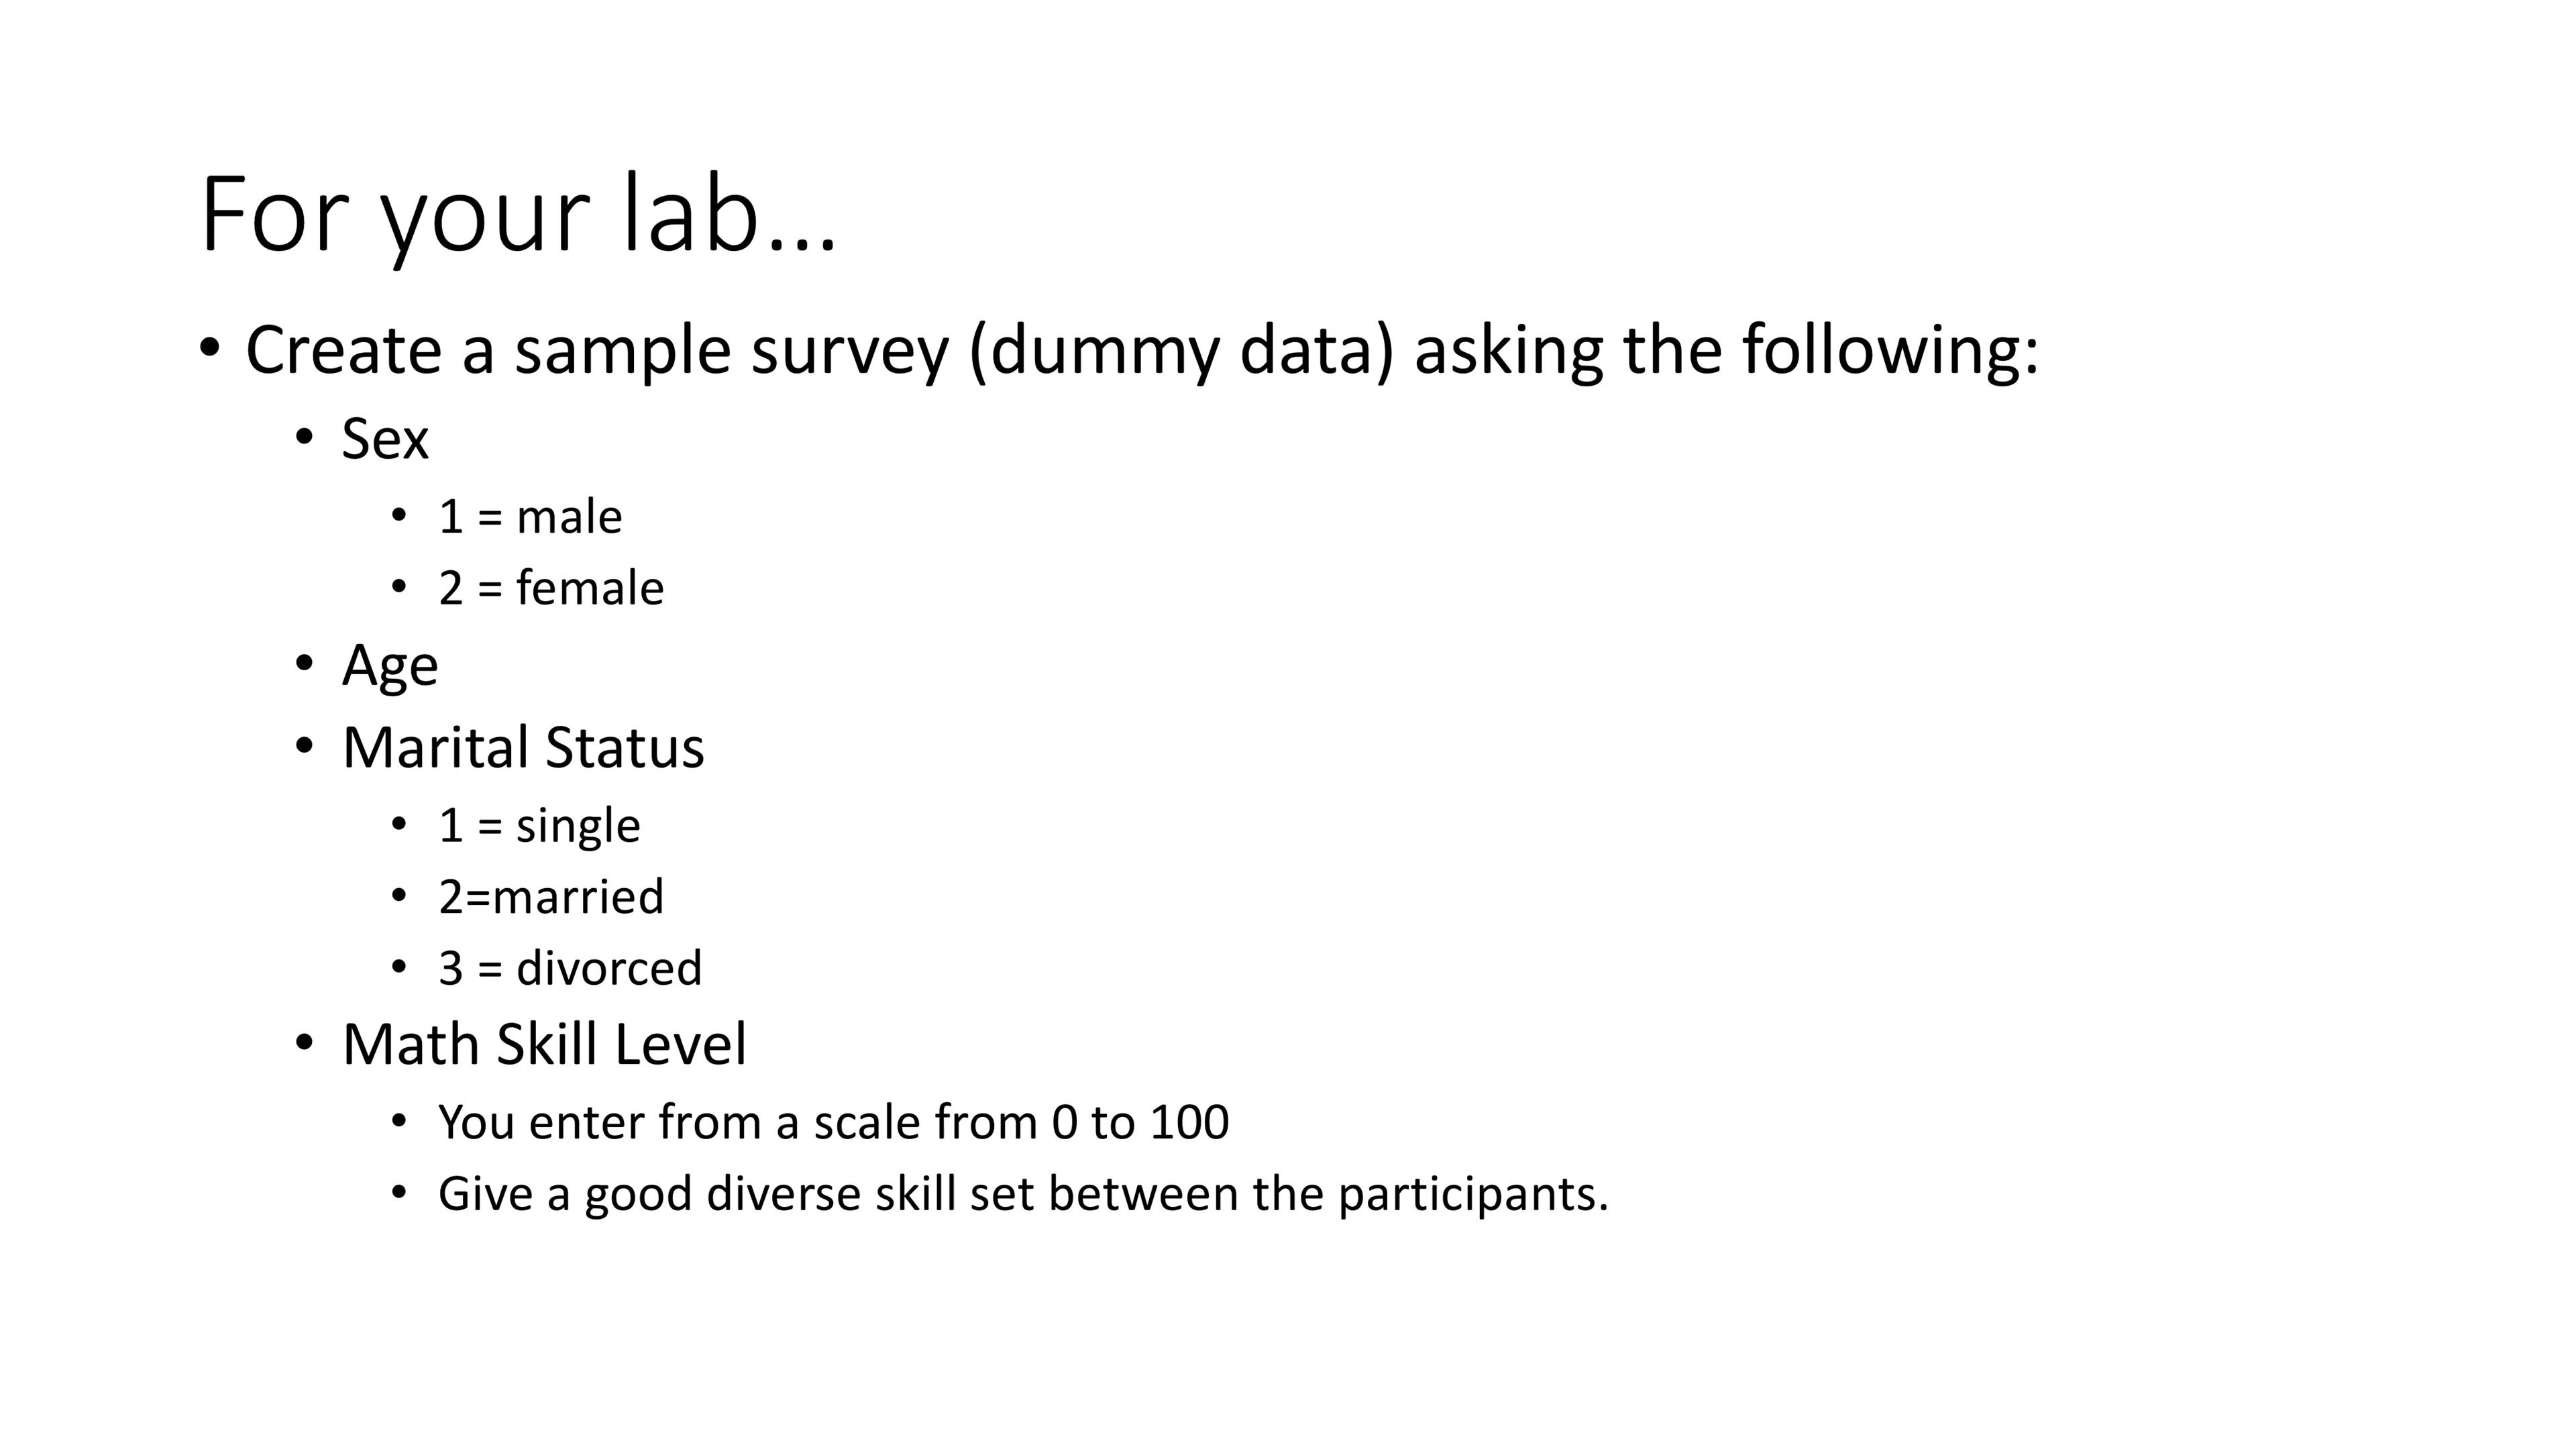 For your lab...
• Create a sample survey (dummy data) asking the following:
• Sex
• 1 = male
• 2 = female
• Age
• Marital Status
• 1 = single
• 2=married
• 3 = divorced
• Math Skill Level
• You enter from a scale from 0 to 100
• Give a good diverse skill set between the participants.